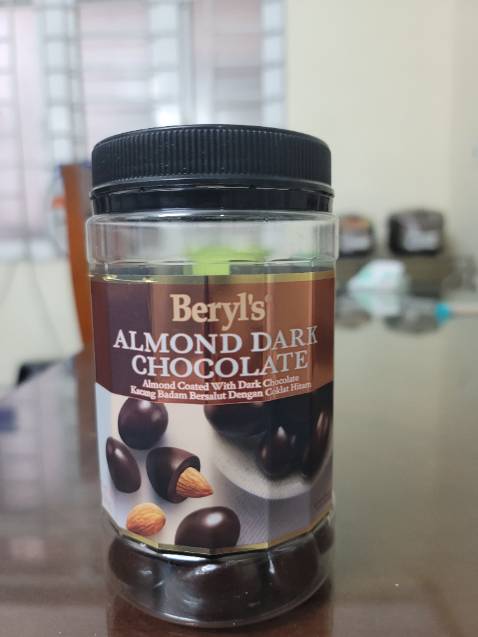 Beryl's
ALMOND DARK
CHOCOLATE
Almond Coated With Dark Chocolate
Kacang Badam Bersalut Dengan Coklat Hitam